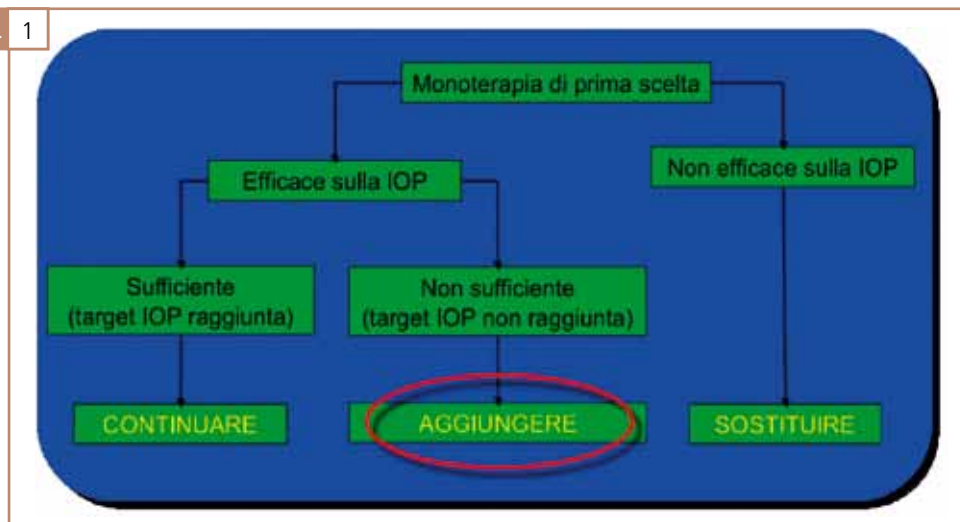 1
Monoterapia di prima scelta
Efficace sulla IOP
Non efficace sulla IOP
Sufficiente
(target IOP raggiunta)
Non sufficiente
(target IOP non raggiunta)
CONTINUARE
AGGIUNGERE
SOSTITUIRE